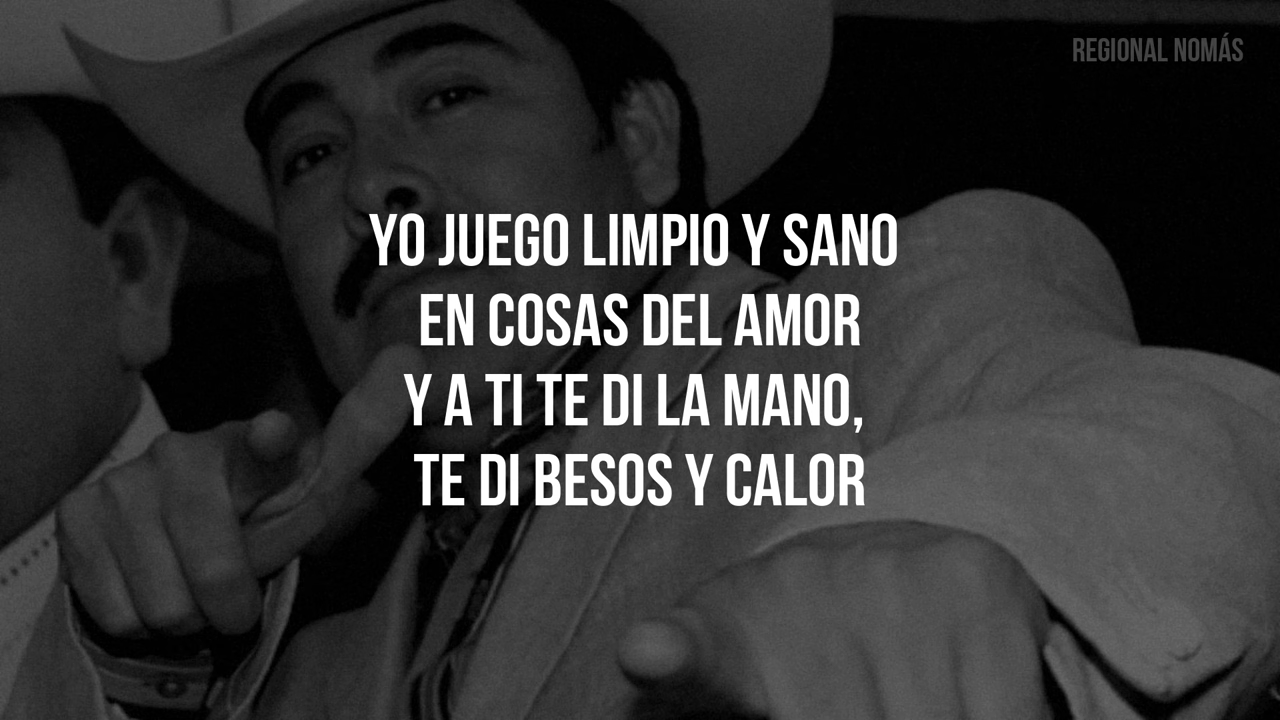 REGIONAL NOMÁS
YO JUEGO LIMPIO Y SANO
EN COSAS DEL AMOR
Y A TI TE DI LA MANO,
TE DI BESOS Y CALOR